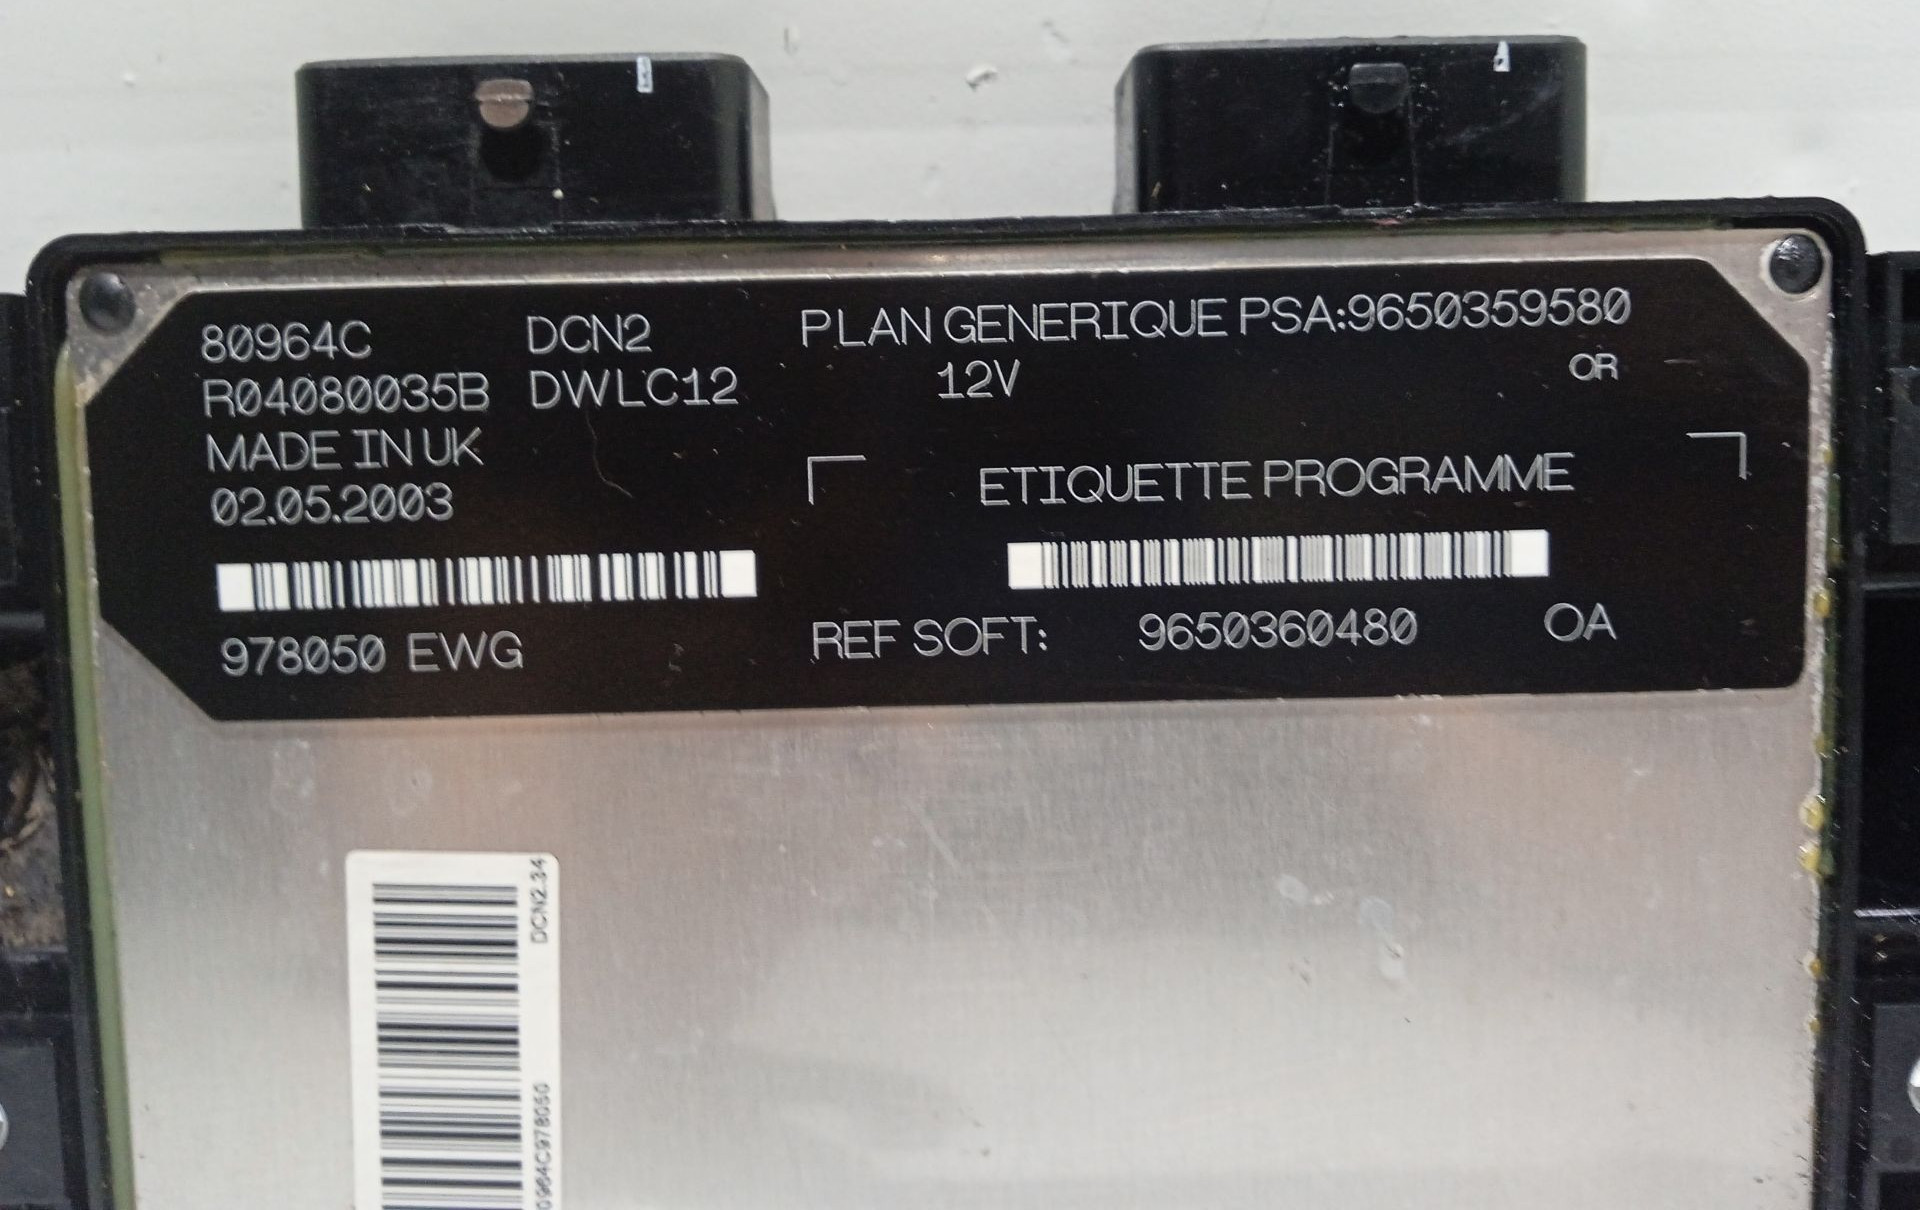 80964C DCN2 PLAN GENERIQUE PSA:9650359580
R04080035B DWLC12 12V OR
MADE IN UK
02.05.2003
ETIQUETTE PROGRAMME
978050 EWG
REF SOFT: 9650360480 OA
DCN2.34
0964C978050